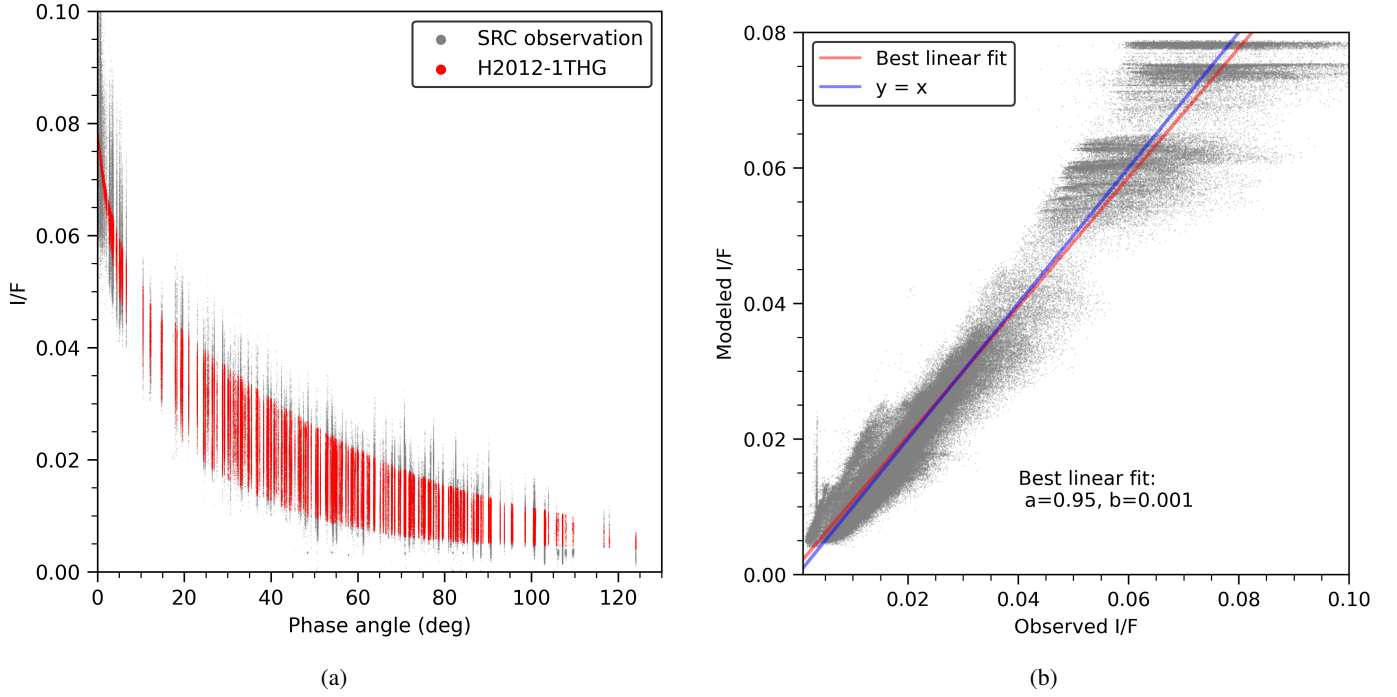 0.10
0.08
0.06
0.04
0.02
0.00
I/F
0 20 40 60 80 100 120
Phase angle (deg)
SRC observation
H2012-1THG
(a)
0.08
0.06
0.04
0.02
0.00
Modeled I/F
0.02 0.04 0.06 0.08 0.10
Observed I/F
Best linear fit
y = x
Best linear fit:
a=0.95, b=0.001
(b)